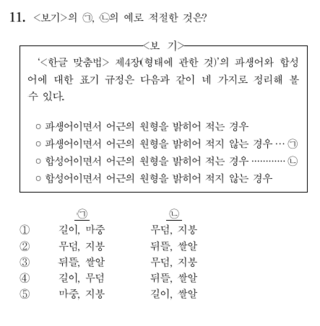 11. <보기>의 ㉠, ㉡의 예로 적절한 것은?
<보 기>
‘<한글 맞춤법> 제4장(형태에 관한 것)’의 파생어와 합성
어에 대한 표기 규정은 다음과 같이 네 가지로 정리해 볼
수 있다.
○ 파생어이면서 어근의 원형을 밝히어 적는 경우
○ 파생어이면서 어근의 원형을 밝히어 적지 않는 경우 … ㉠
○ 합성어이면서 어근의 원형을 밝히어 적는 경우 ………… ㉡
○ 합성어이면서 어근의 원형을 밝히어 적지 않는 경우
㉠ ㉡
① 길이, 마중 무덤, 지붕
② 무덤, 지붕 뒤뜰, 쌀알
③ 뒤뜰, 쌀알 무덤, 지붕
④ 길이, 무덤 뒤뜰, 쌀알
⑤ 마중, 지붕 길이, 쌀알